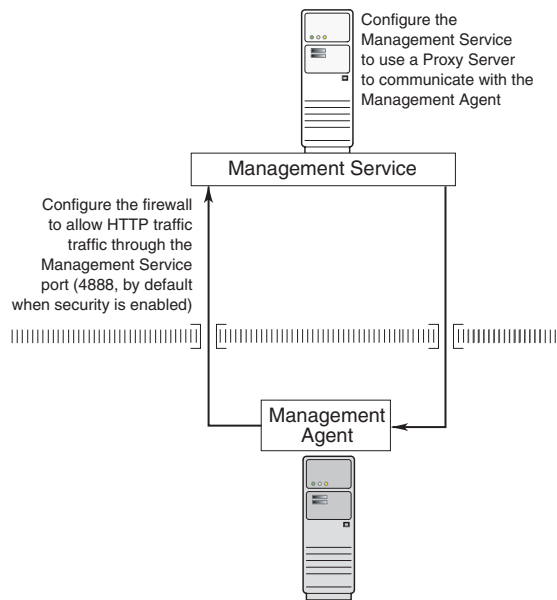 Configure the
Management Service
to use a Proxy Server
to communicate with the
Management Agent
Management Service
Configure the firewall
to allow HTTP traffic
traffic through the
Management Service
port (4888, by default
when security is enabled)
Management
Agent